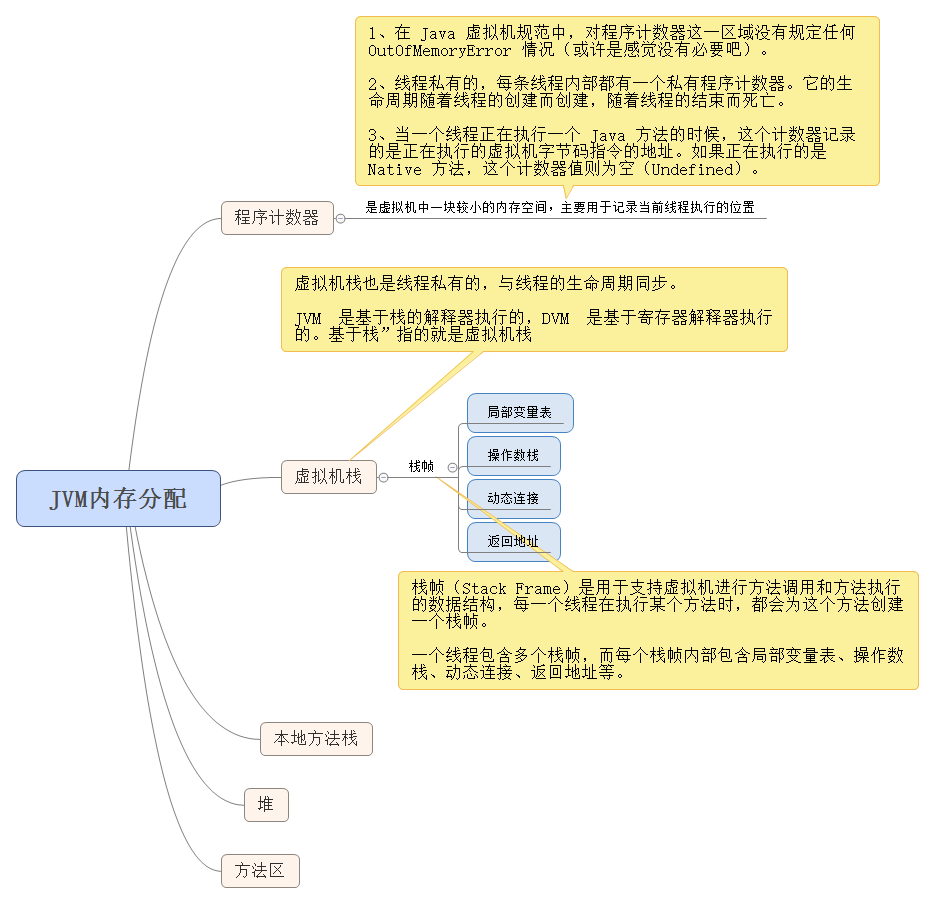 1、在 Java 虚拟机规范中，对程序计数器这一区域没有规定任何
OutOfMemoryError 情况（或许是感觉没有必要吧）。
2、线程私有的，每条线程内部都有一个私有程序计数器。它的生
命周期随着线程的创建而创建，随着线程的结束而死亡。
3、当一个线程正在执行一个 Java 方法的时候，这个计数器记录
的是正在执行的虚拟机字节码指令的地址。如果正在执行的是
Native 方法，这个计数器值则为空（Undefined）。
程序计数器
是虚拟机中一块较小的内存空间，主要用于记录当前线程执行的位置
虚拟机栈也是线程私有的，与线程的生命周期同步。
JVM 是基于栈的解释器执行的，DVM 是基于寄存器解释器执行
的。基于栈”指的就是虚拟机栈
局部变量表
操作数栈
动态连接
返回地址
栈帧
虚拟机栈
JVM内存分配
栈帧（Stack Frame）是用于支持虚拟机进行方法调用和方法执行
的数据结构，每一个线程在执行某个方法时，都会为这个方法创建
一个栈帧。
一个线程包含多个栈帧，而每个栈帧内部包含局部变量表、操作数
栈、动态连接、返回地址等。
本地方法栈
堆
方法区